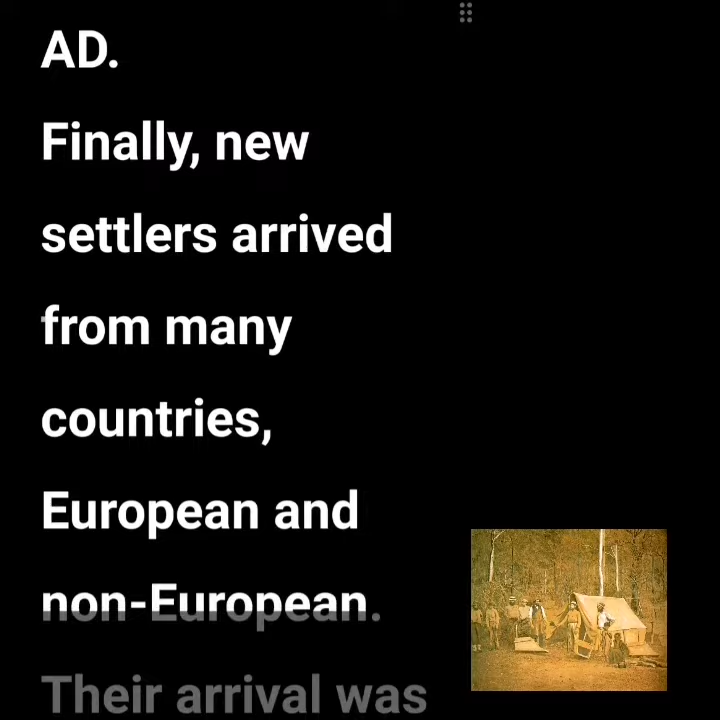 AD.
Finally, new
settlers arrived
from many
countries,
European and
non-European.
Their arrival was